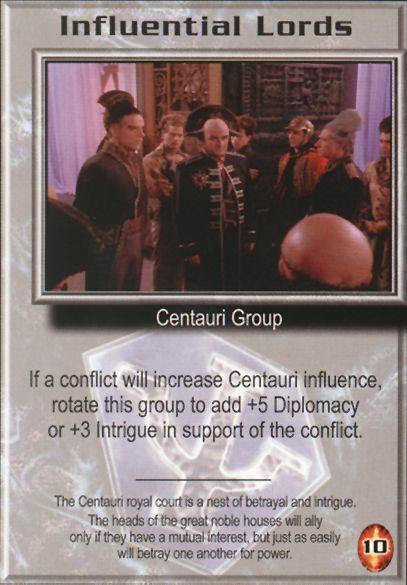 Influential Lords
Centauri Group
If a conflict will increase Centauri influence,
rotate this group to add +5 Diplomacy
or +3 Intrigue in support of the conflict.
The Centauri royal court is a nest of betrayal and intrigue.
The heads of the great noble houses will ally
only if they have a mutual interest, but just as easily
will betray one another for power.
10